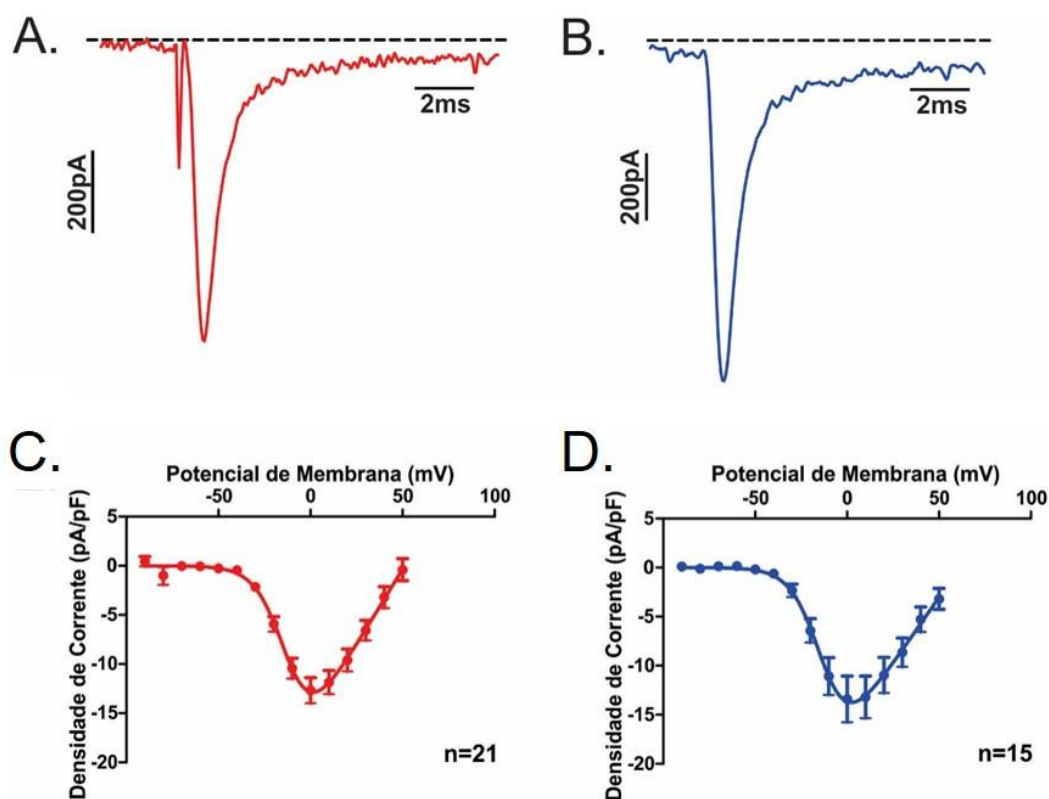 A.
2ms
200pA
B.
2ms
200pA
C.
Potencial de Membrana (mV)
-50 0 50 100
Densidade de Corrente (pA/pF)
5
0
-5
-10
-15
-20
n=21
D.
Potencial de Membrana (mV)
-50 0 50 100
Densidade de Corrente (pA/pF)
5
0
-5
-10
-15
-20
n=15